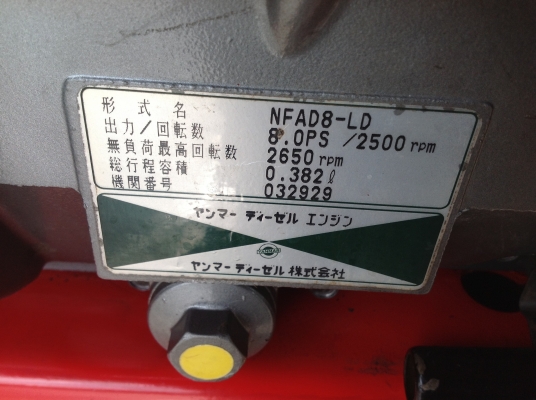 形式名 NFAD8-LD
出力/回転数 8.0PS /2500rpm
無負荷最高回転数 2650rpm
総行程容積 0.382ℓ
機関番号 032929
ヤンマー ディーゼル エンジン
ヤンマーディーゼル 株式会社